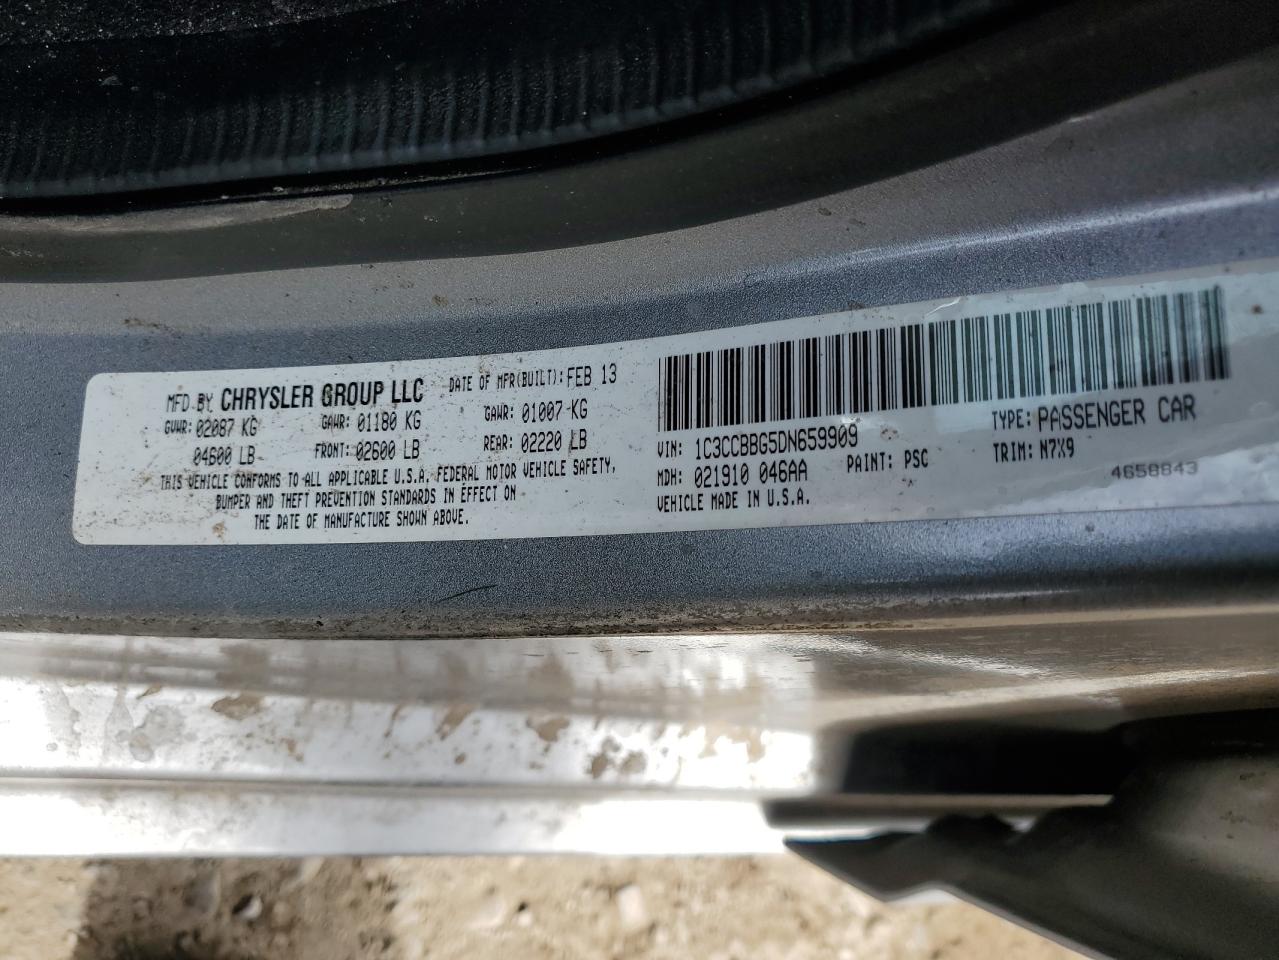 MFD BY CHRYSLER GROUP LLC DATE OF MFR(BUILT): FEB 13
GVWR: 02087 KG GAWR: 01180 KG GAWR: 01007 KG
04600 LB FRONT: 02600 LB REAR: 02220 LB
THIS VEHICLE CONFORMS TO ALL APPLICABLE U.S.A. FEDERAL MOTOR VEHICLE SAFETY,
BUMPER AND THEFT PREVENTION STANDARDS IN EFFECT ON
THE DATE OF MANUFACTURE SHOWN ABOVE.
VIN: 1C3CCBBG5DN659909 TYPE: PASSENGER CAR
MDH: 021910 046AA PAINT: PSC TRIM: N7X9
VEHICLE MADE IN U.S.A. 4658843